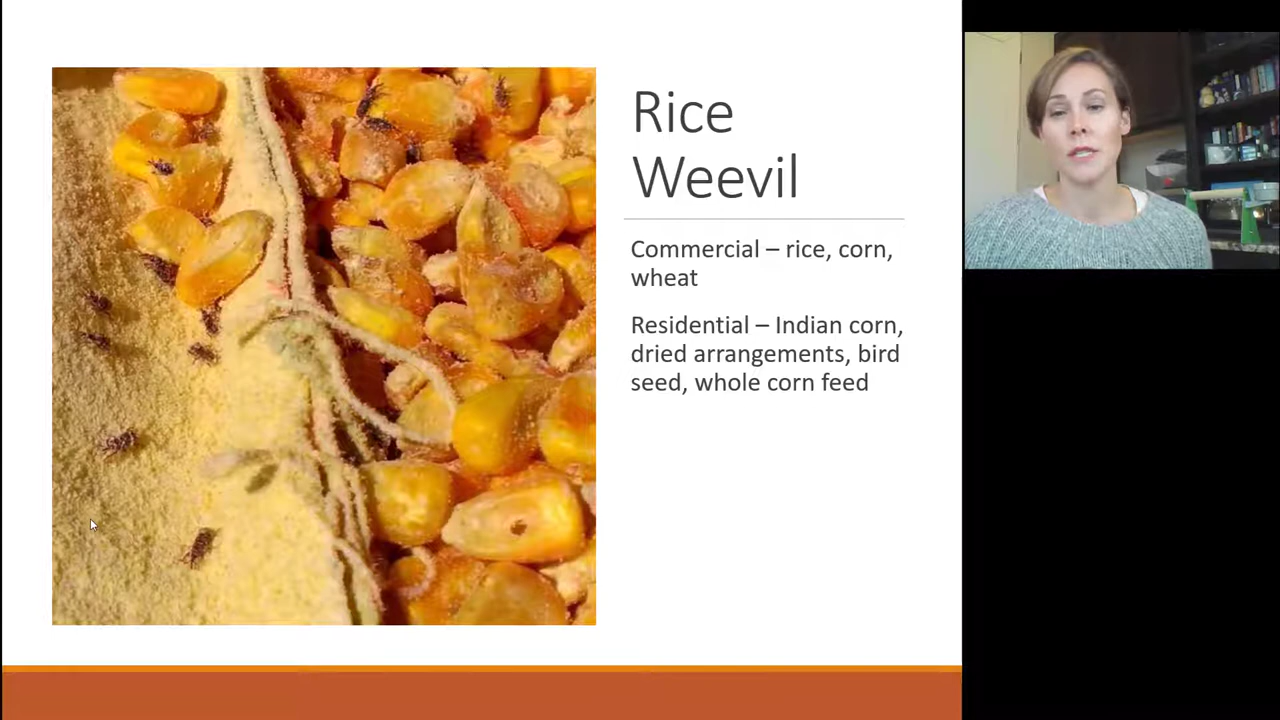 Rice
Weevil
Commercial – rice, corn,
wheat
Residential – Indian corn,
dried arrangements, bird
seed, whole corn feed